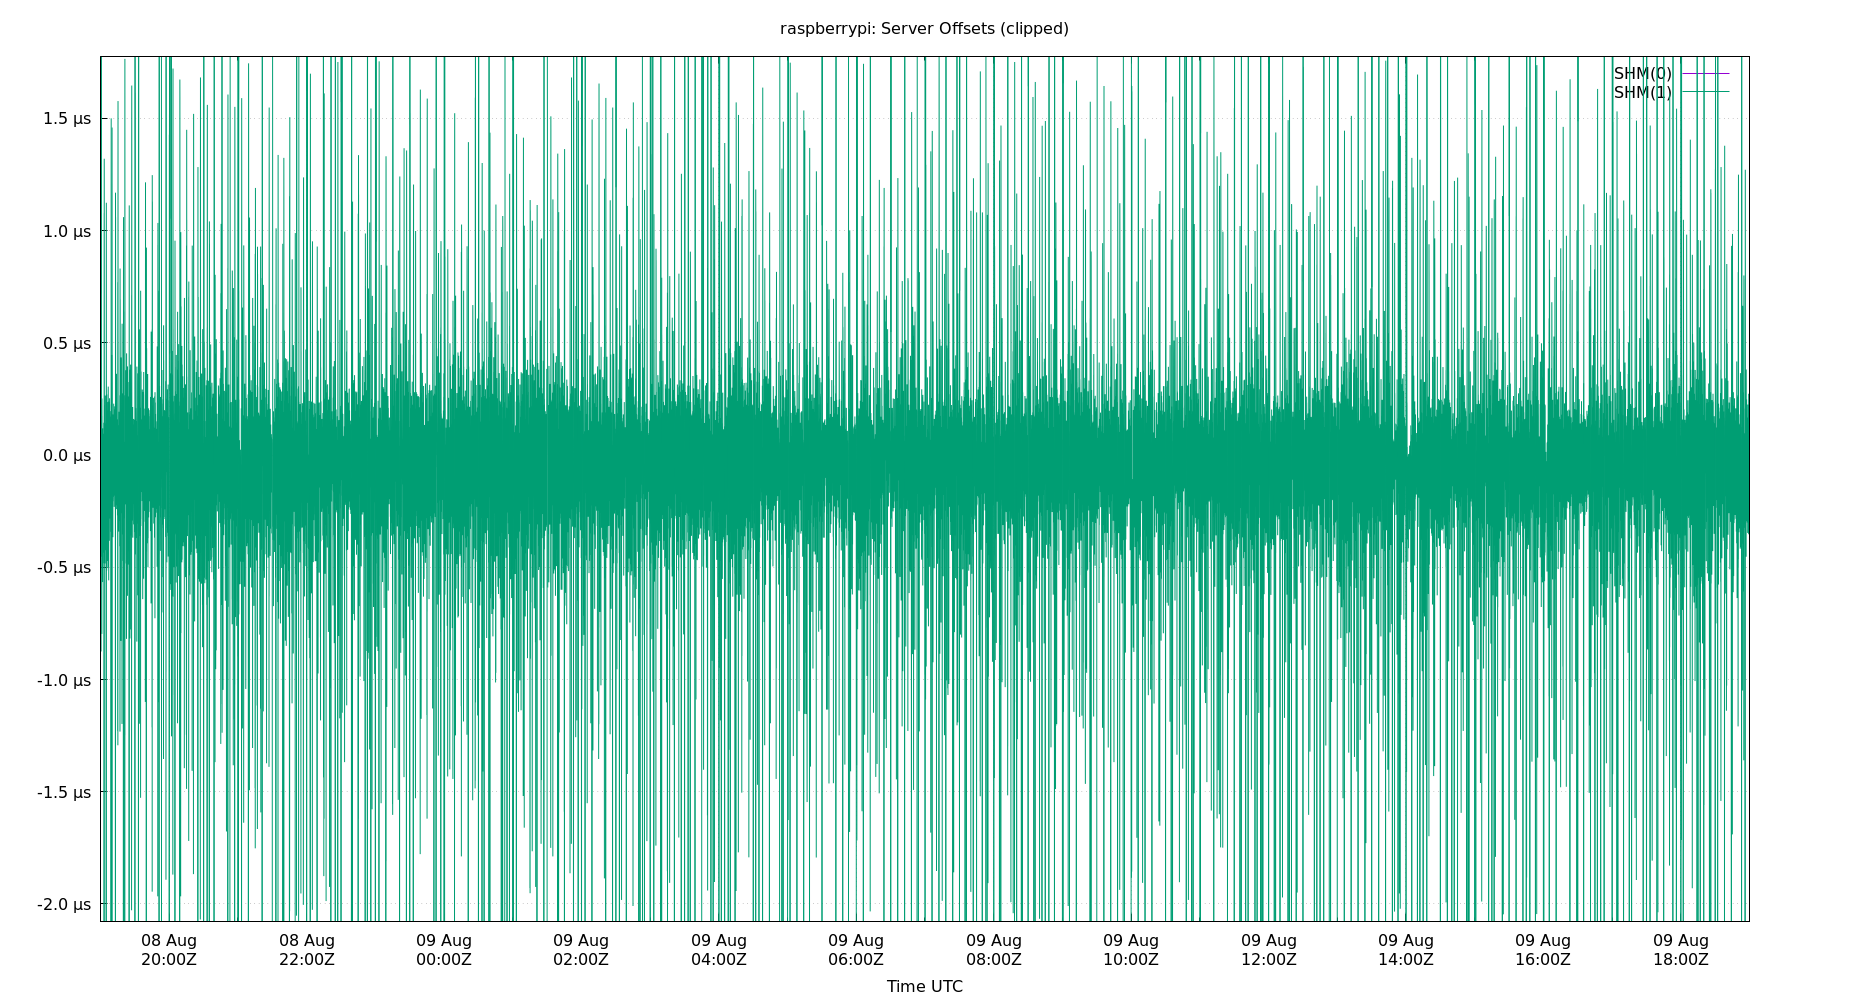 raspberrypi: Server Offsets (clipped)
SHM(0)
SHM(1)
1.5 µs
1.0 µs
0.5 µs
0.0 µs
-0.5 µs
-1.0 µs
-1.5 µs
-2.0 µs
08 Aug 08 Aug 09 Aug 09 Aug 09 Aug 09 Aug 09 Aug 09 Aug 09 Aug 09 Aug 09 Aug 09 Aug
20:00Z 22:00Z 00:00Z 02:00Z 04:00Z 06:00Z 08:00Z 10:00Z 12:00Z 14:00Z 16:00Z 18:00Z
Time UTC